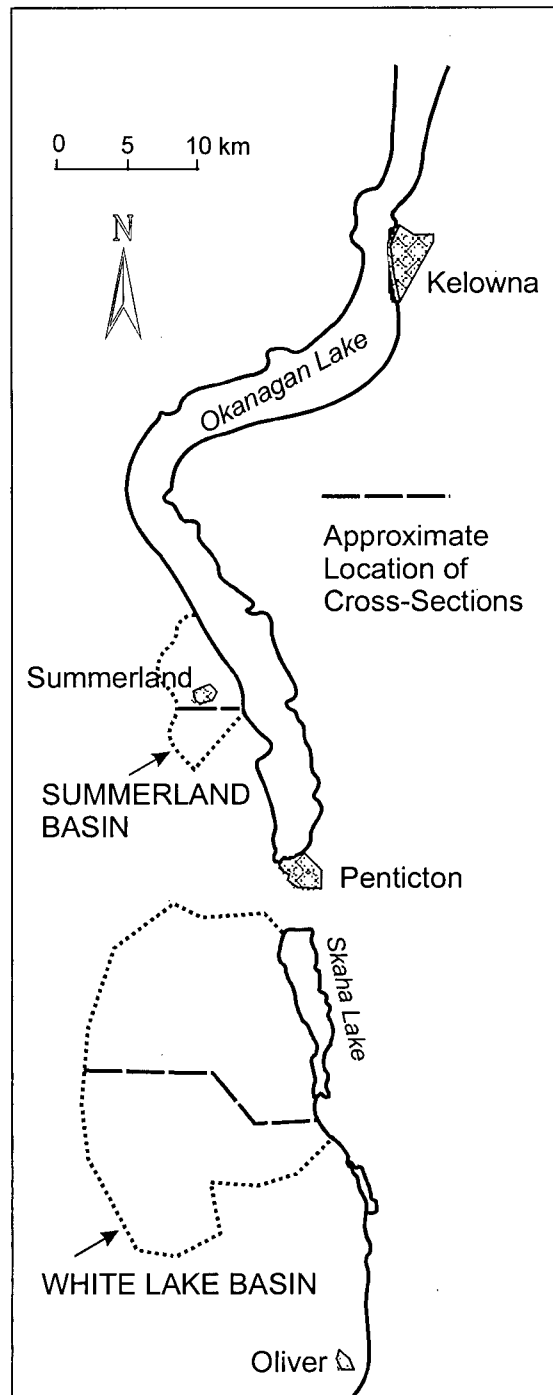 0 5 10 km
N
Kelowna
Okanagan Lake
Approximate
Location of
Cross-Sections
Summerland
SUMMERLAND
BASIN
Penticton
Skaha Lake
WHITE LAKE BASIN
Oliver